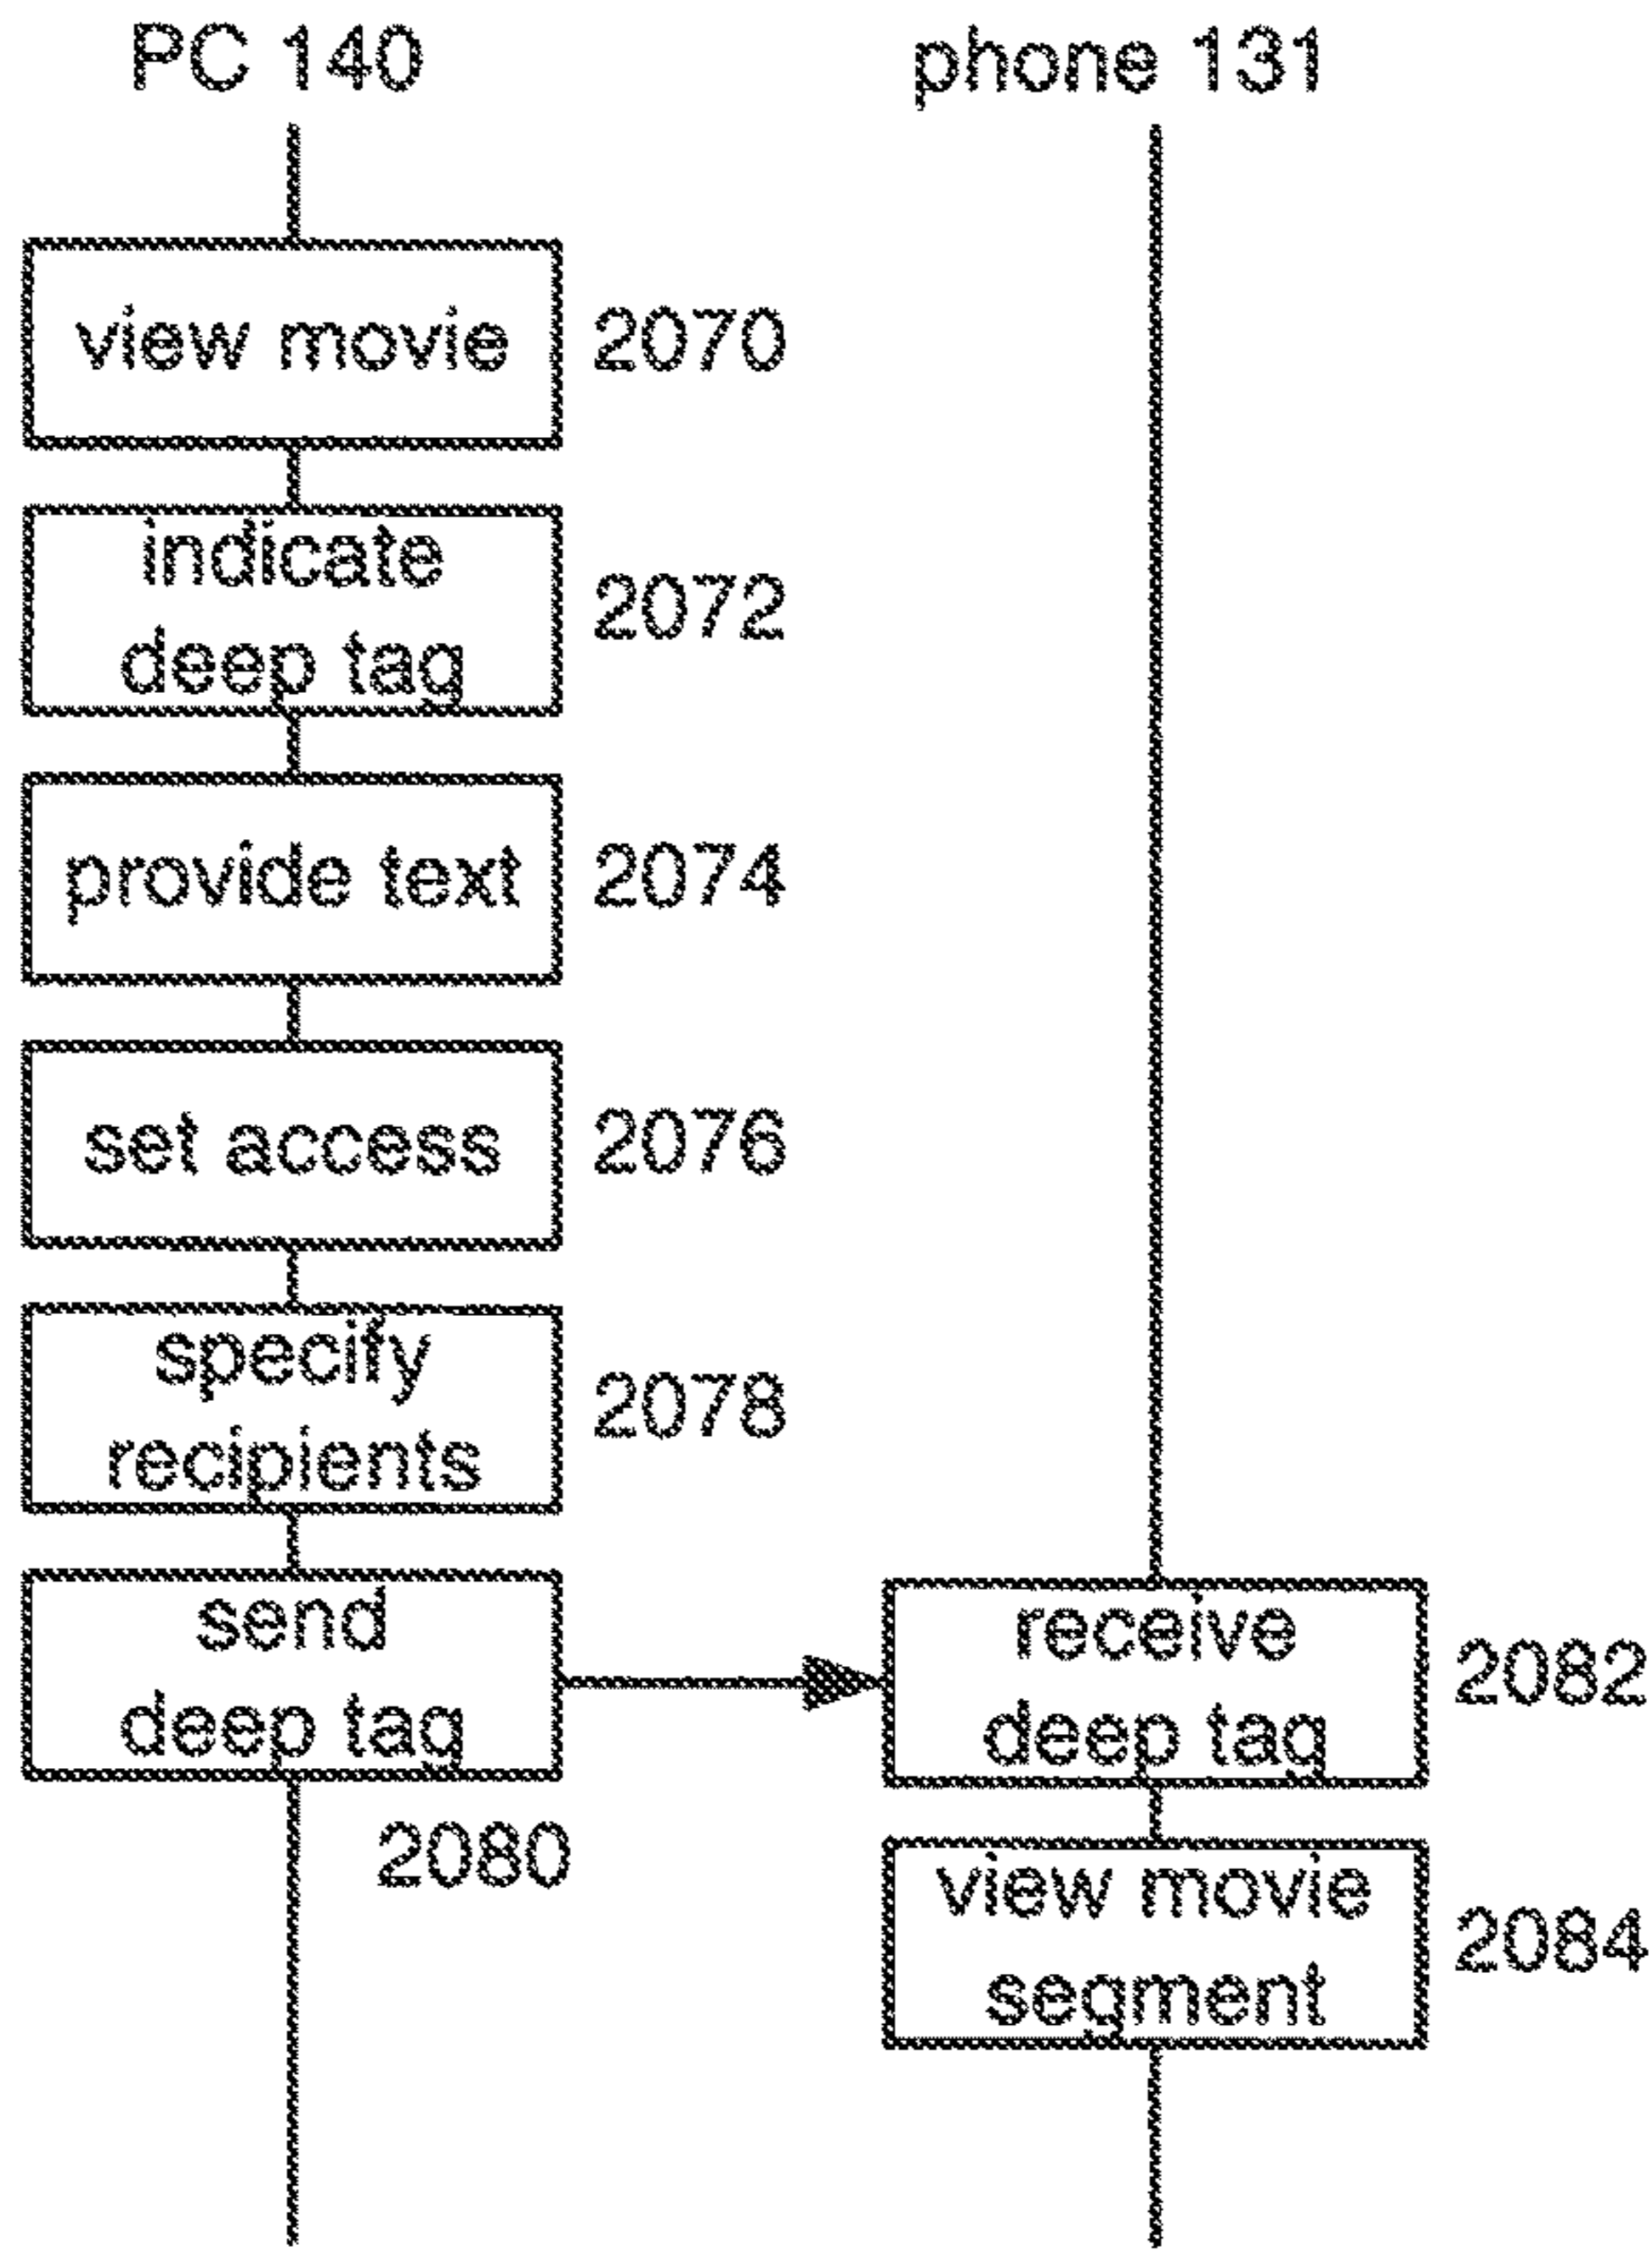 PC 140
phone 131
view movie
2070
indicate
deep tag
2072
provide text
2074
set access
2076
specify
recipients
2078
send
deep tag
2080
receive
deep tag
2082
view movie
segment
2084